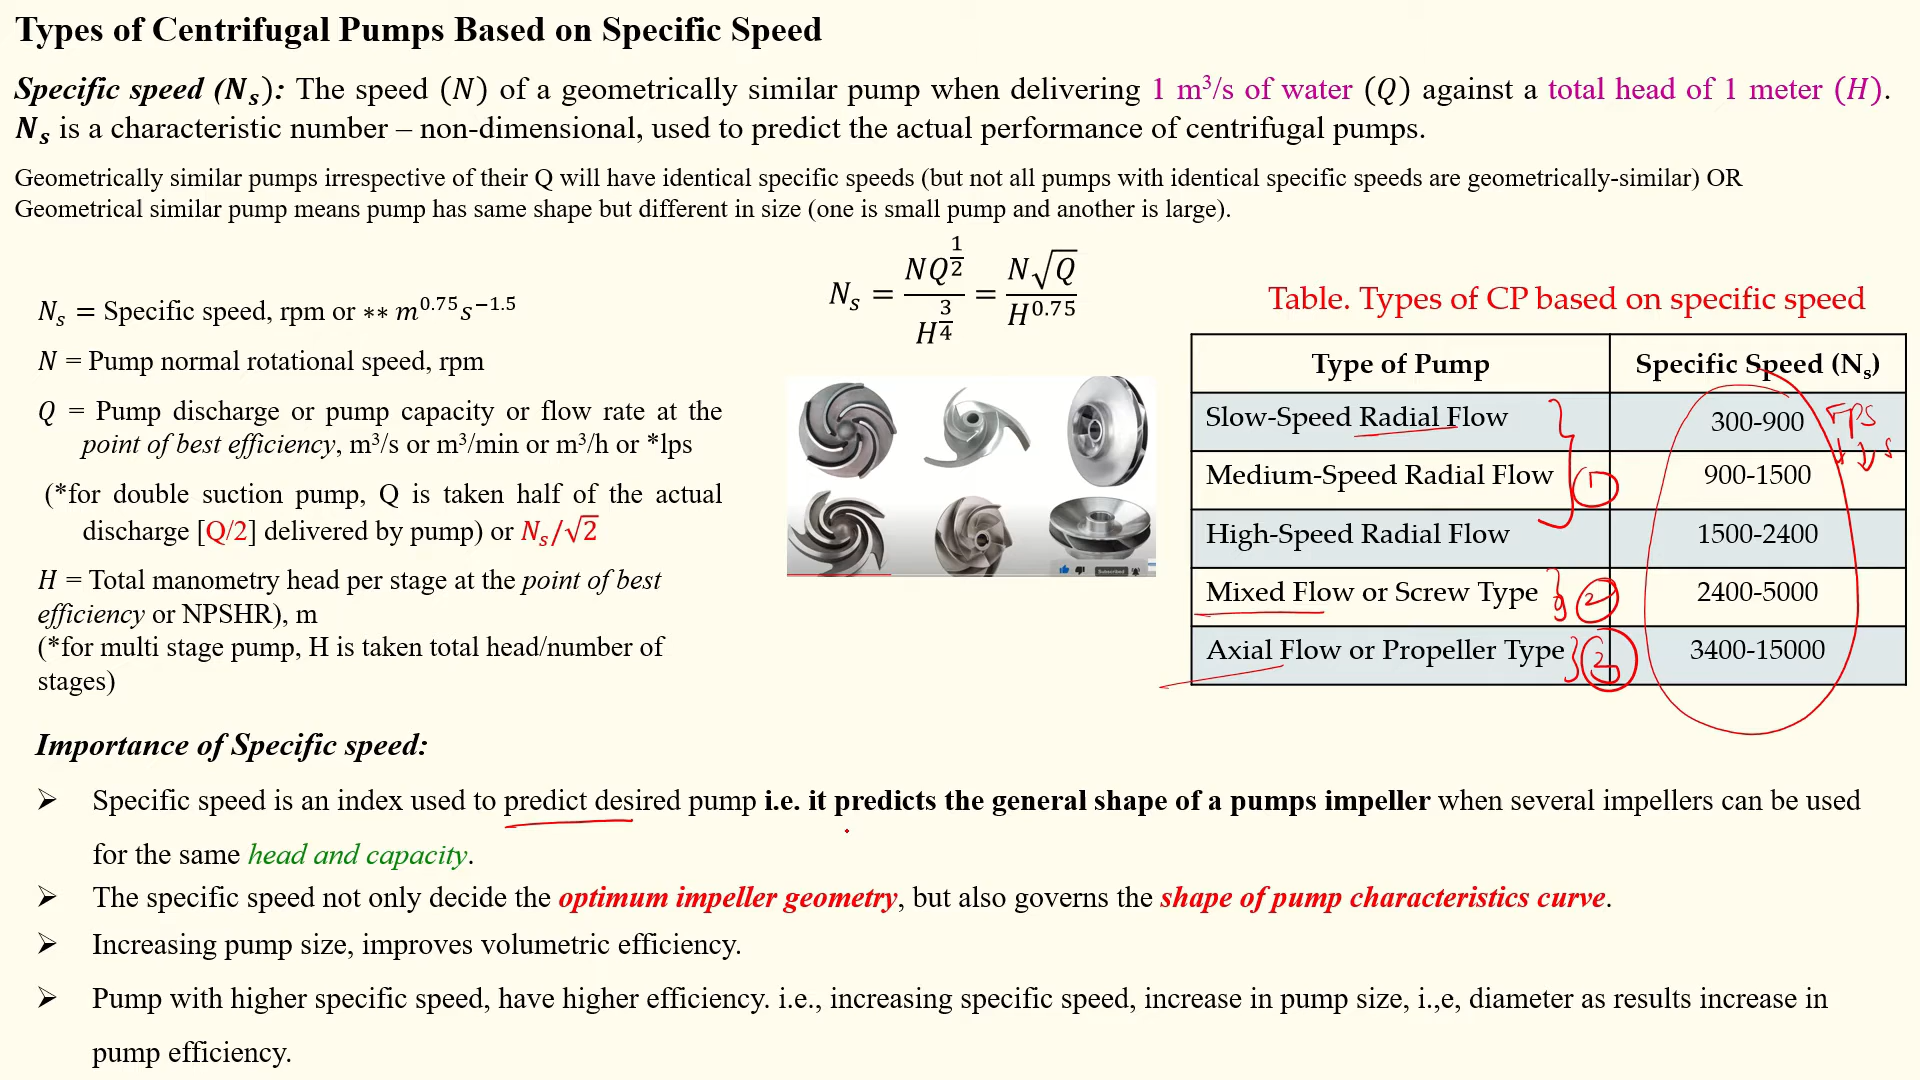 Types of Centrifugal Pumps Based on Specific Speed
Specific speed (Nₛ): The speed (N) of a geometrically similar pump when delivering 1 m³/s of water (Q) against a total head of 1 meter (H).
Nₛ is a characteristic number – non-dimensional, used to predict the actual performance of centrifugal pumps.
Geometrically similar pumps irrespective of their Q will have identical specific speeds (but not all pumps with identical specific speeds are geometrically-similar) OR
Geometrical similar pump means pump has same shape but different in size (one is small pump and another is large).
Nₛ = NQ^(1/2) / H^(3/4) = N√Q / H^0.75
Nₛ = Specific speed, rpm or ** m^0.75 s^−1.5
N = Pump normal rotational speed, rpm
Q = Pump discharge or pump capacity or flow rate at the
point of best efficiency, m³/s or m³/min or m³/h or *lps
(*for double suction pump, Q is taken half of the actual
discharge [Q/2] delivered by pump) or Nₛ/√2
H = Total manometry head per stage at the point of best
efficiency or NPSHR), m
(*for multi stage pump, H is taken total head/number of
stages)
Subscribed
Table. Types of CP based on specific speed
Type of Pump Specific Speed (Nₛ)
Slow-Speed Radial Flow 300-900 rps
Medium-Speed Radial Flow 900-1500
1
High-Speed Radial Flow 1500-2400
Mixed Flow or Screw Type 2400-5000
2
Axial Flow or Propeller Type 3400-15000
Importance of Specific speed:
➢ Specific speed is an index used to predict desired pump i.e. it predicts the general shape of a pumps impeller when several impellers can be used
for the same head and capacity.
➢ The specific speed not only decide the optimum impeller geometry, but also governs the shape of pump characteristics curve.
➢ Increasing pump size, improves volumetric efficiency.
➢ Pump with higher specific speed, have higher efficiency. i.e., increasing specific speed, increase in pump size, i.,e, diameter as results increase in
pump efficiency.